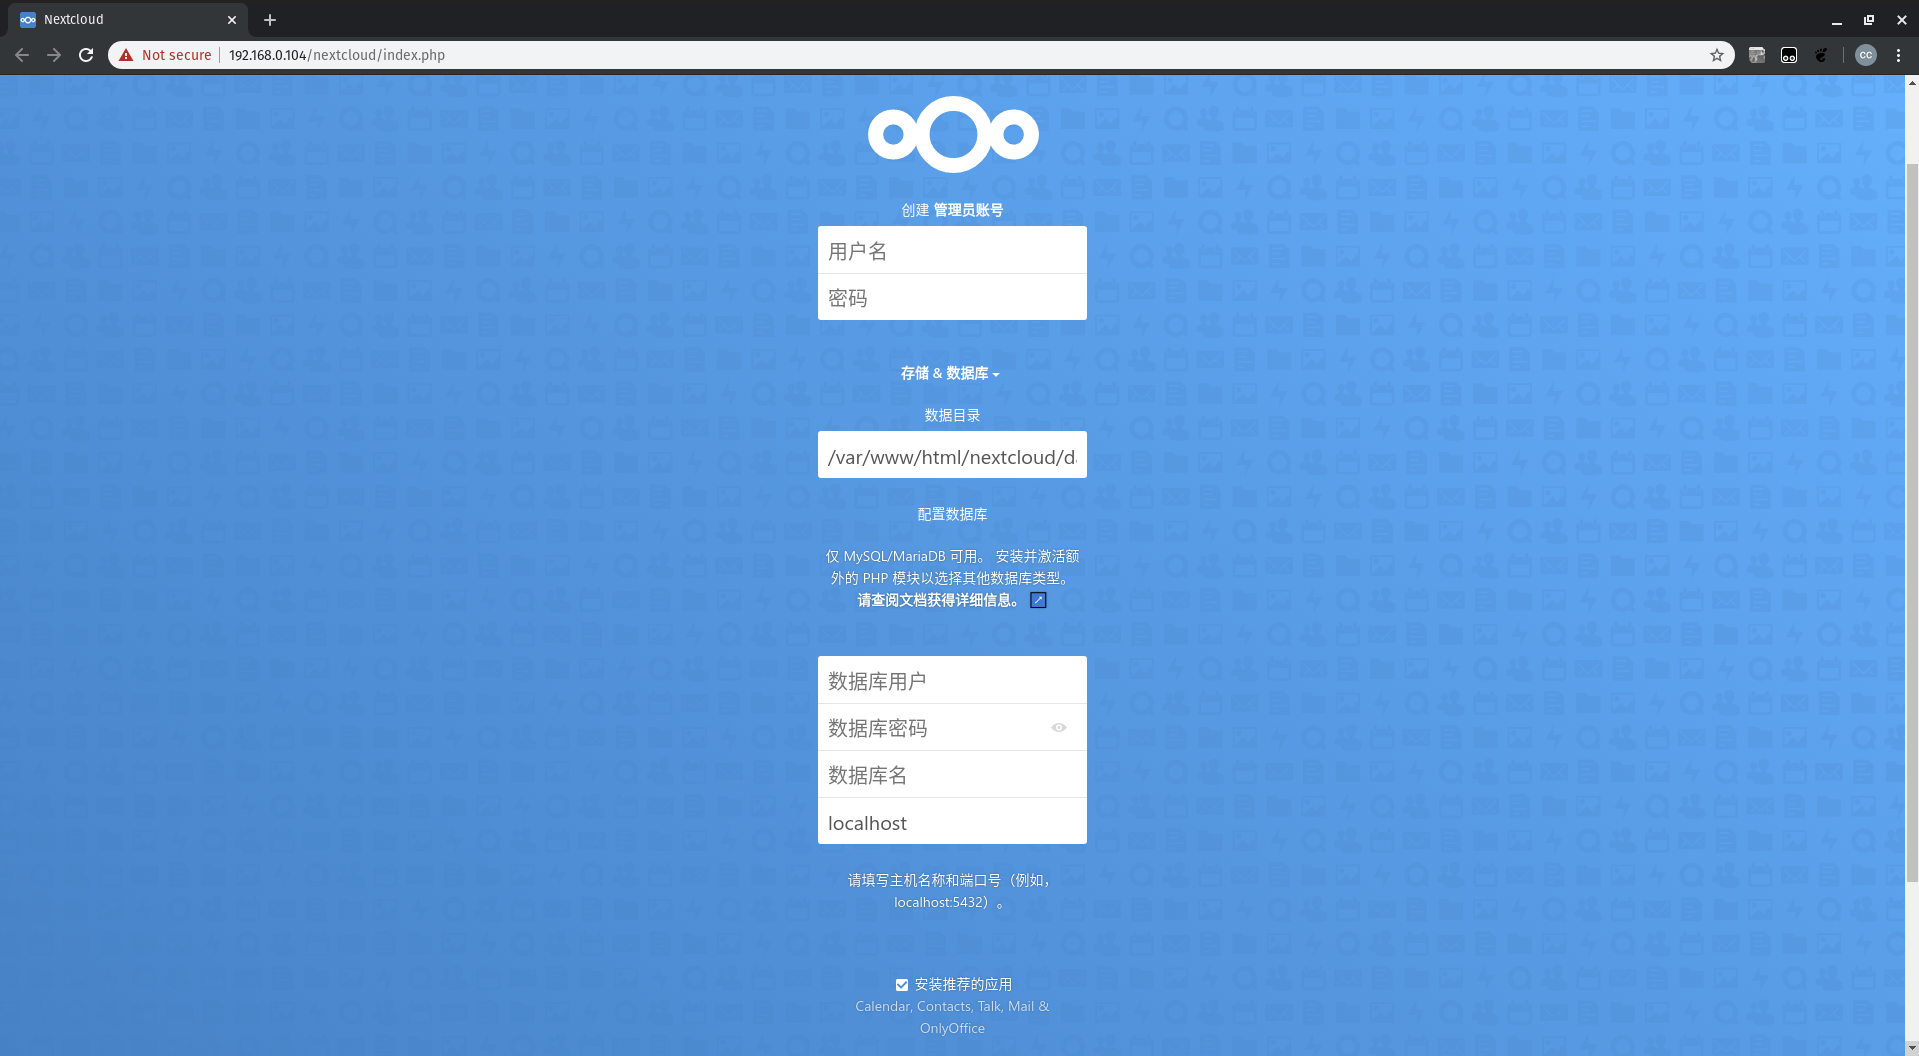 Nextcloud
Not secure
192.168.0.104/nextcloud/index.php
CC
创建 管理员账号
用户名
密码
存储 & 数据库
数据目录
/var/www/html/nextcloud/d
配置数据库
仅 MySQL/MariaDB 可用。 安装并激活额
外的 PHP 模块以选择其他数据库类型。
请查阅文档获得详细信息。
数据库用户
数据库密码
数据库名
localhost
请填写主机名称和端口号（例如，
localhost:5432）。
安装推荐的应用
Calendar, Contacts, Talk, Mail &
OnlyOffice